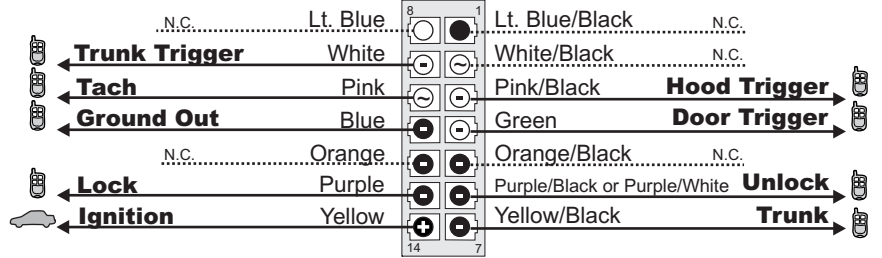 8 1
N.C. Lt. Blue Lt. Blue/Black N.C.
Trunk Trigger White White/Black N.C.
Tach Pink Pink/Black Hood Trigger
Ground Out Blue Green Door Trigger
N.C. Orange Orange/Black N.C.
Lock Purple Purple/Black or Purple/White Unlock
Ignition Yellow Yellow/Black Trunk
14 7